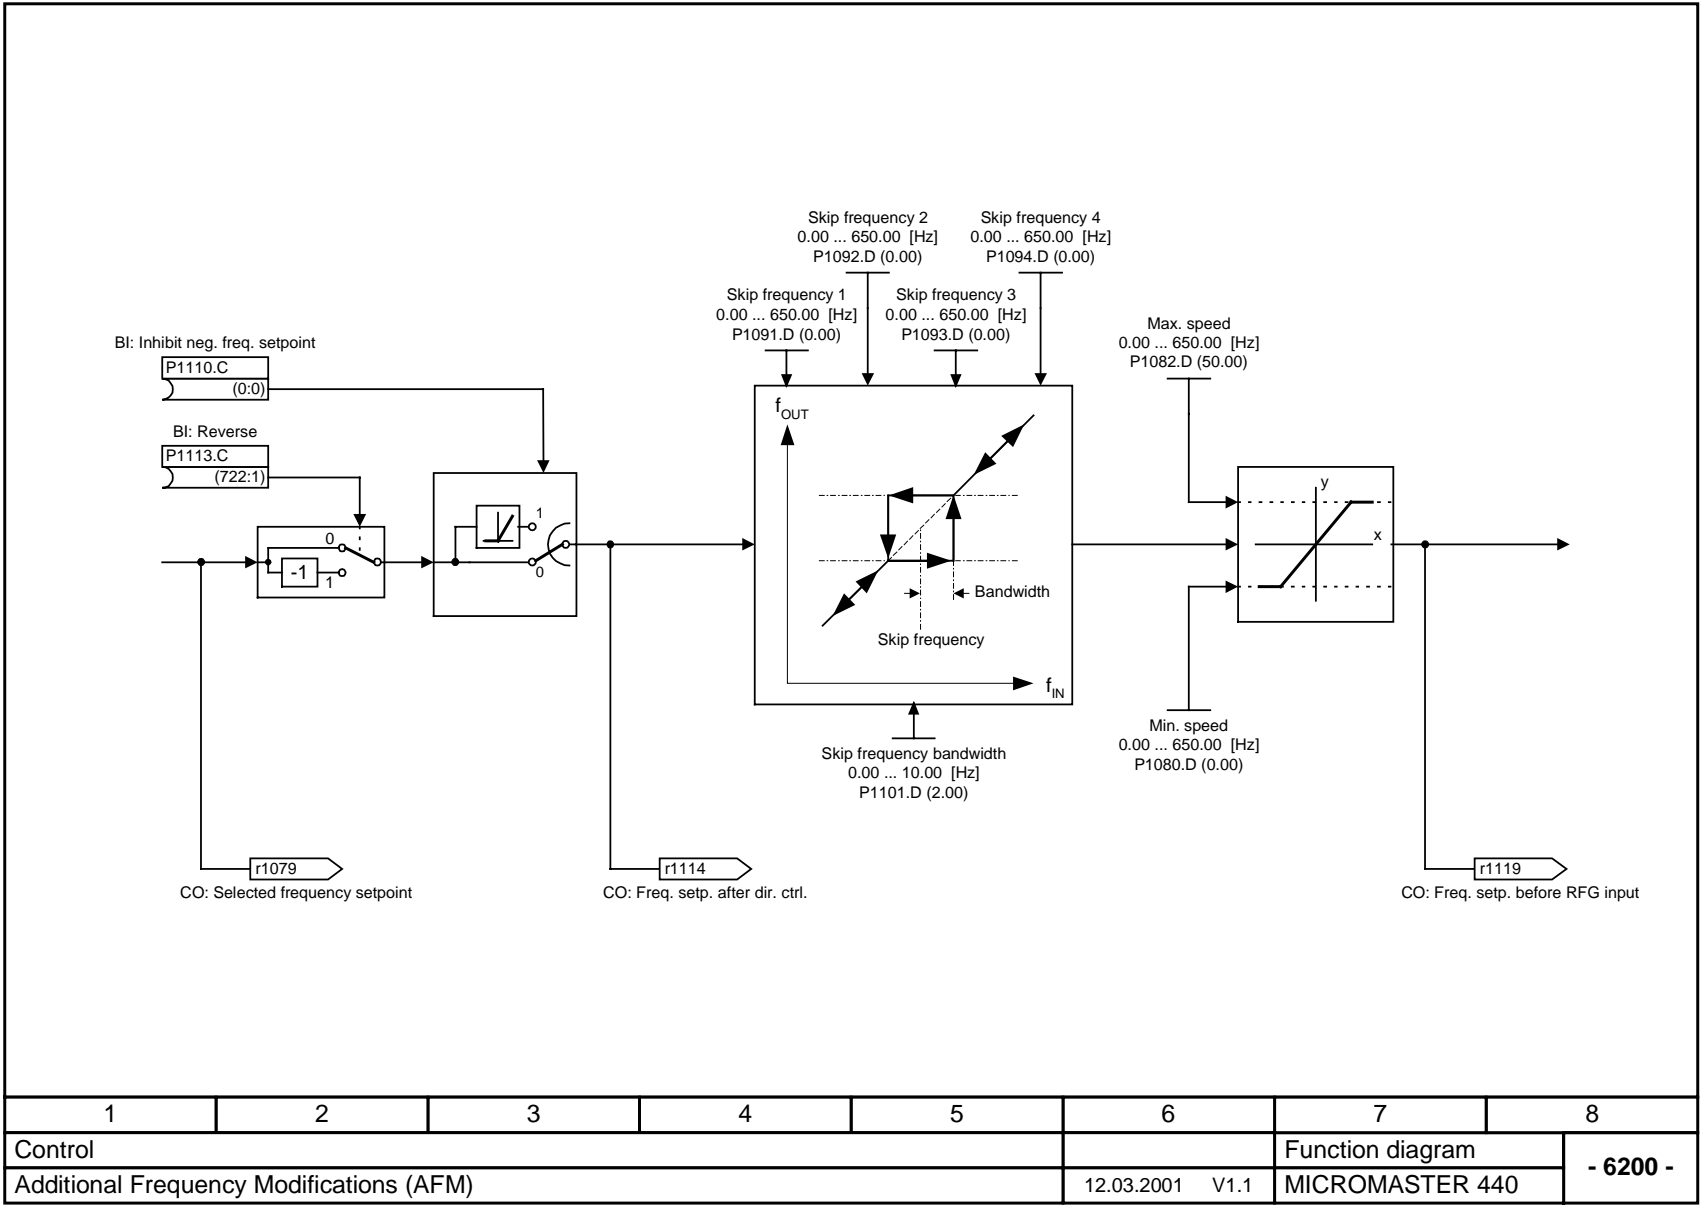 Skip frequency 2
0.00 ... 650.00 [Hz]
P1092.D (0.00)
Skip frequency 4
0.00 ... 650.00 [Hz]
P1094.D (0.00)
Skip frequency 1
0.00 ... 650.00 [Hz]
P1091.D (0.00)
Skip frequency 3
0.00 ... 650.00 [Hz]
P1093.D (0.00)
Max. speed
0.00 ... 650.00 [Hz]
P1082.D (50.00)
BI: Inhibit neg. freq. setpoint
P1110.C
(0:0)
BI: Reverse
P1113.C
(722:1)
0
-1
1
1
0
fOUT
Bandwidth
Skip frequency
fIN
y
x
Skip frequency bandwidth
0.00 ... 10.00 [Hz]
P1101.D (2.00)
Min. speed
0.00 ... 650.00 [Hz]
P1080.D (0.00)
r1079
CO: Selected frequency setpoint
r1114
CO: Freq. setp. after dir. ctrl.
r1119
CO: Freq. setp. before RFG input
1 2 3 4 5 6 7 8
Control
Function diagram
- 6200 -
Additional Frequency Modifications (AFM)
12.03.2001 V1.1
MICROMASTER 440